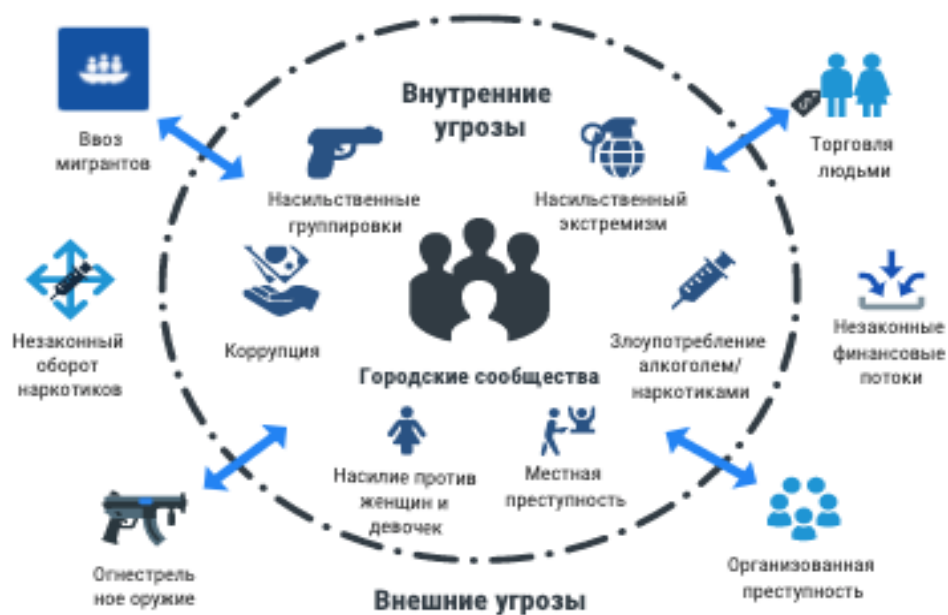 Внутренние
угрозы
Ввоз
мигрантов
Торговля
людьми
Насильственные
группировки
Насильственный
экстремизм
Незаконный
оборот
наркотиков
Коррупция
Городские сообщества
Злоупотребление
алкоголем/
наркотиками
Незаконные
финансовые
потоки
Насилие против
женщин и
девочек
Местная
преступность
Огнестрель
ное оружие
Организованная
преступность
Внешние угрозы